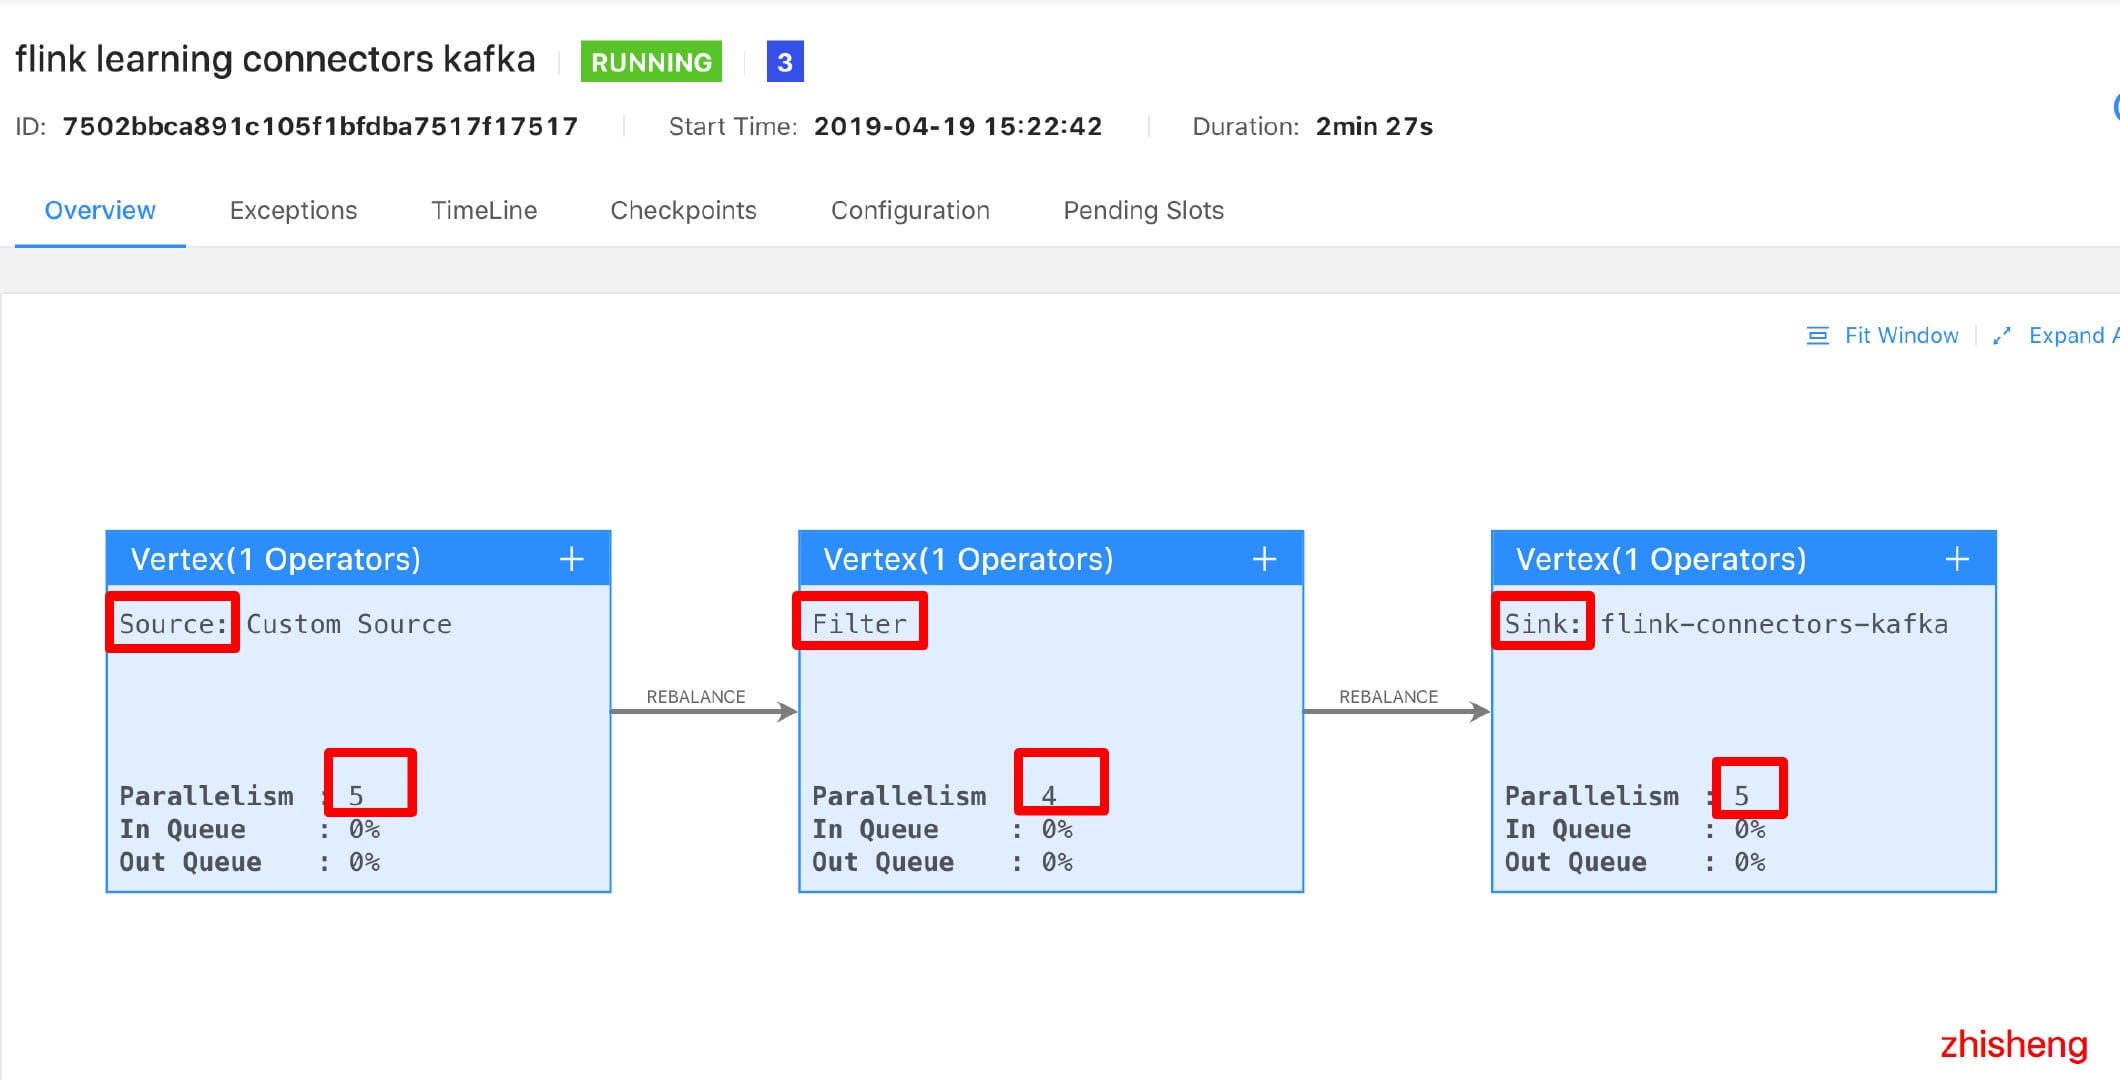 flink learning connectors kafka RUNNING 3
ID: 7502bbca891c105f1bfdba7517f17517 Start Time: 2019-04-19 15:22:42 Duration: 2min 27s
Overview Exceptions TimeLine Checkpoints Configuration Pending Slots
Fit Window Expand A
Vertex(1 Operators) +
Source: Custom Source
Parallelism : 5
In Queue : 0%
Out Queue : 0%
REBALANCE
Vertex(1 Operators) +
Filter
Parallelism : 4
In Queue : 0%
Out Queue : 0%
REBALANCE
Vertex(1 Operators) +
Sink: flink-connectors-kafka
Parallelism : 5
In Queue : 0%
Out Queue : 0%
zhisheng